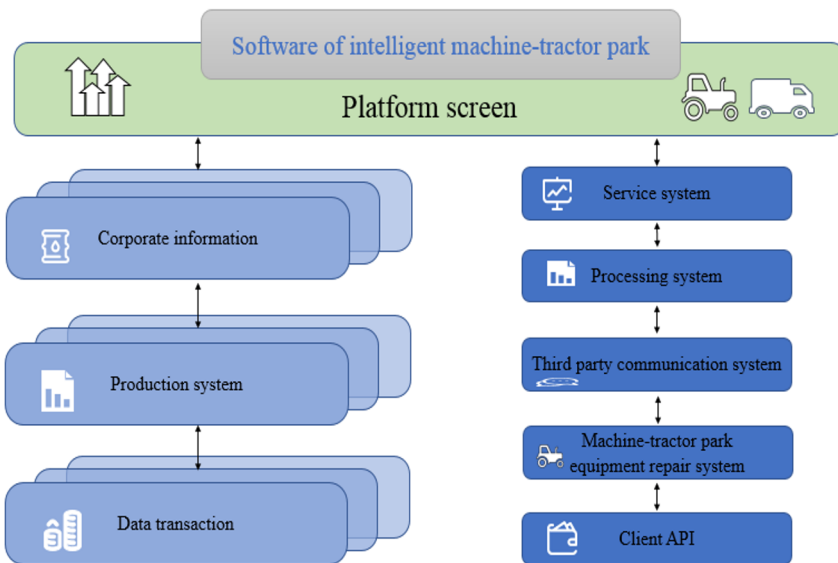 Software of intelligent machine-tractor park
Platform screen
Corporate information
Production system
Data transaction
Service system
Processing system
Third party communication system
Machine-tractor park
equipment repair system
Client API